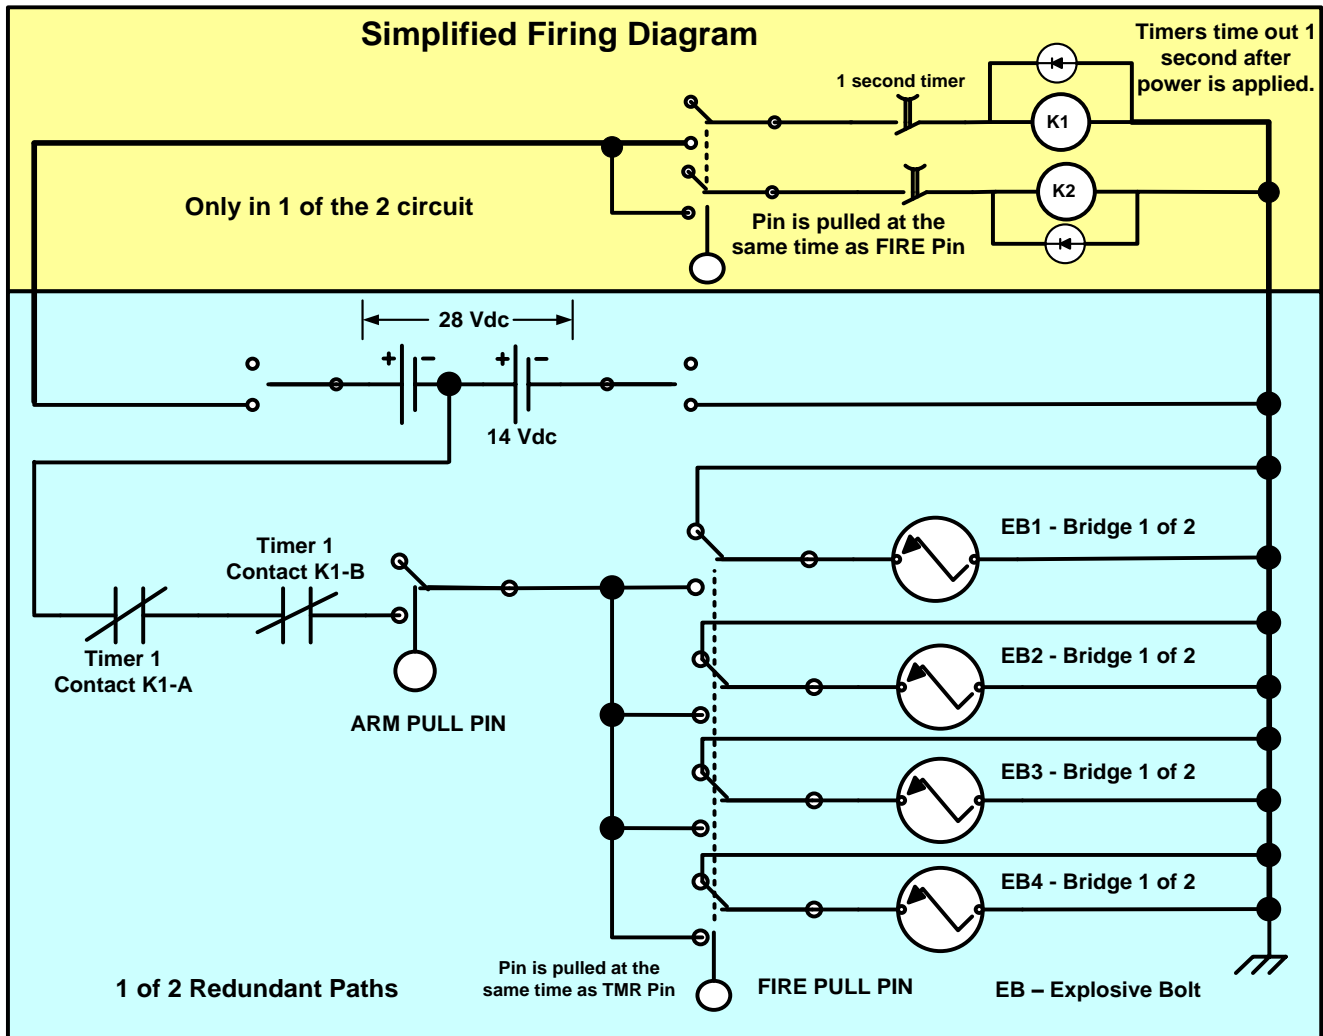 Simplified Firing Diagram
Timers time out 1
second after
power is applied.
1 second timer
K1
K2
Only in 1 of the 2 circuit
Pin is pulled at the
same time as FIRE Pin
28 Vdc
+ -
+ -
14 Vdc
EB1 - Bridge 1 of 2
Timer 1
Contact K1-B
Timer 1
Contact K1-A
EB2 - Bridge 1 of 2
ARM PULL PIN
EB3 - Bridge 1 of 2
EB4 - Bridge 1 of 2
Pin is pulled at the
same time as TMR Pin
1 of 2 Redundant Paths
FIRE PULL PIN
EB – Explosive Bolt